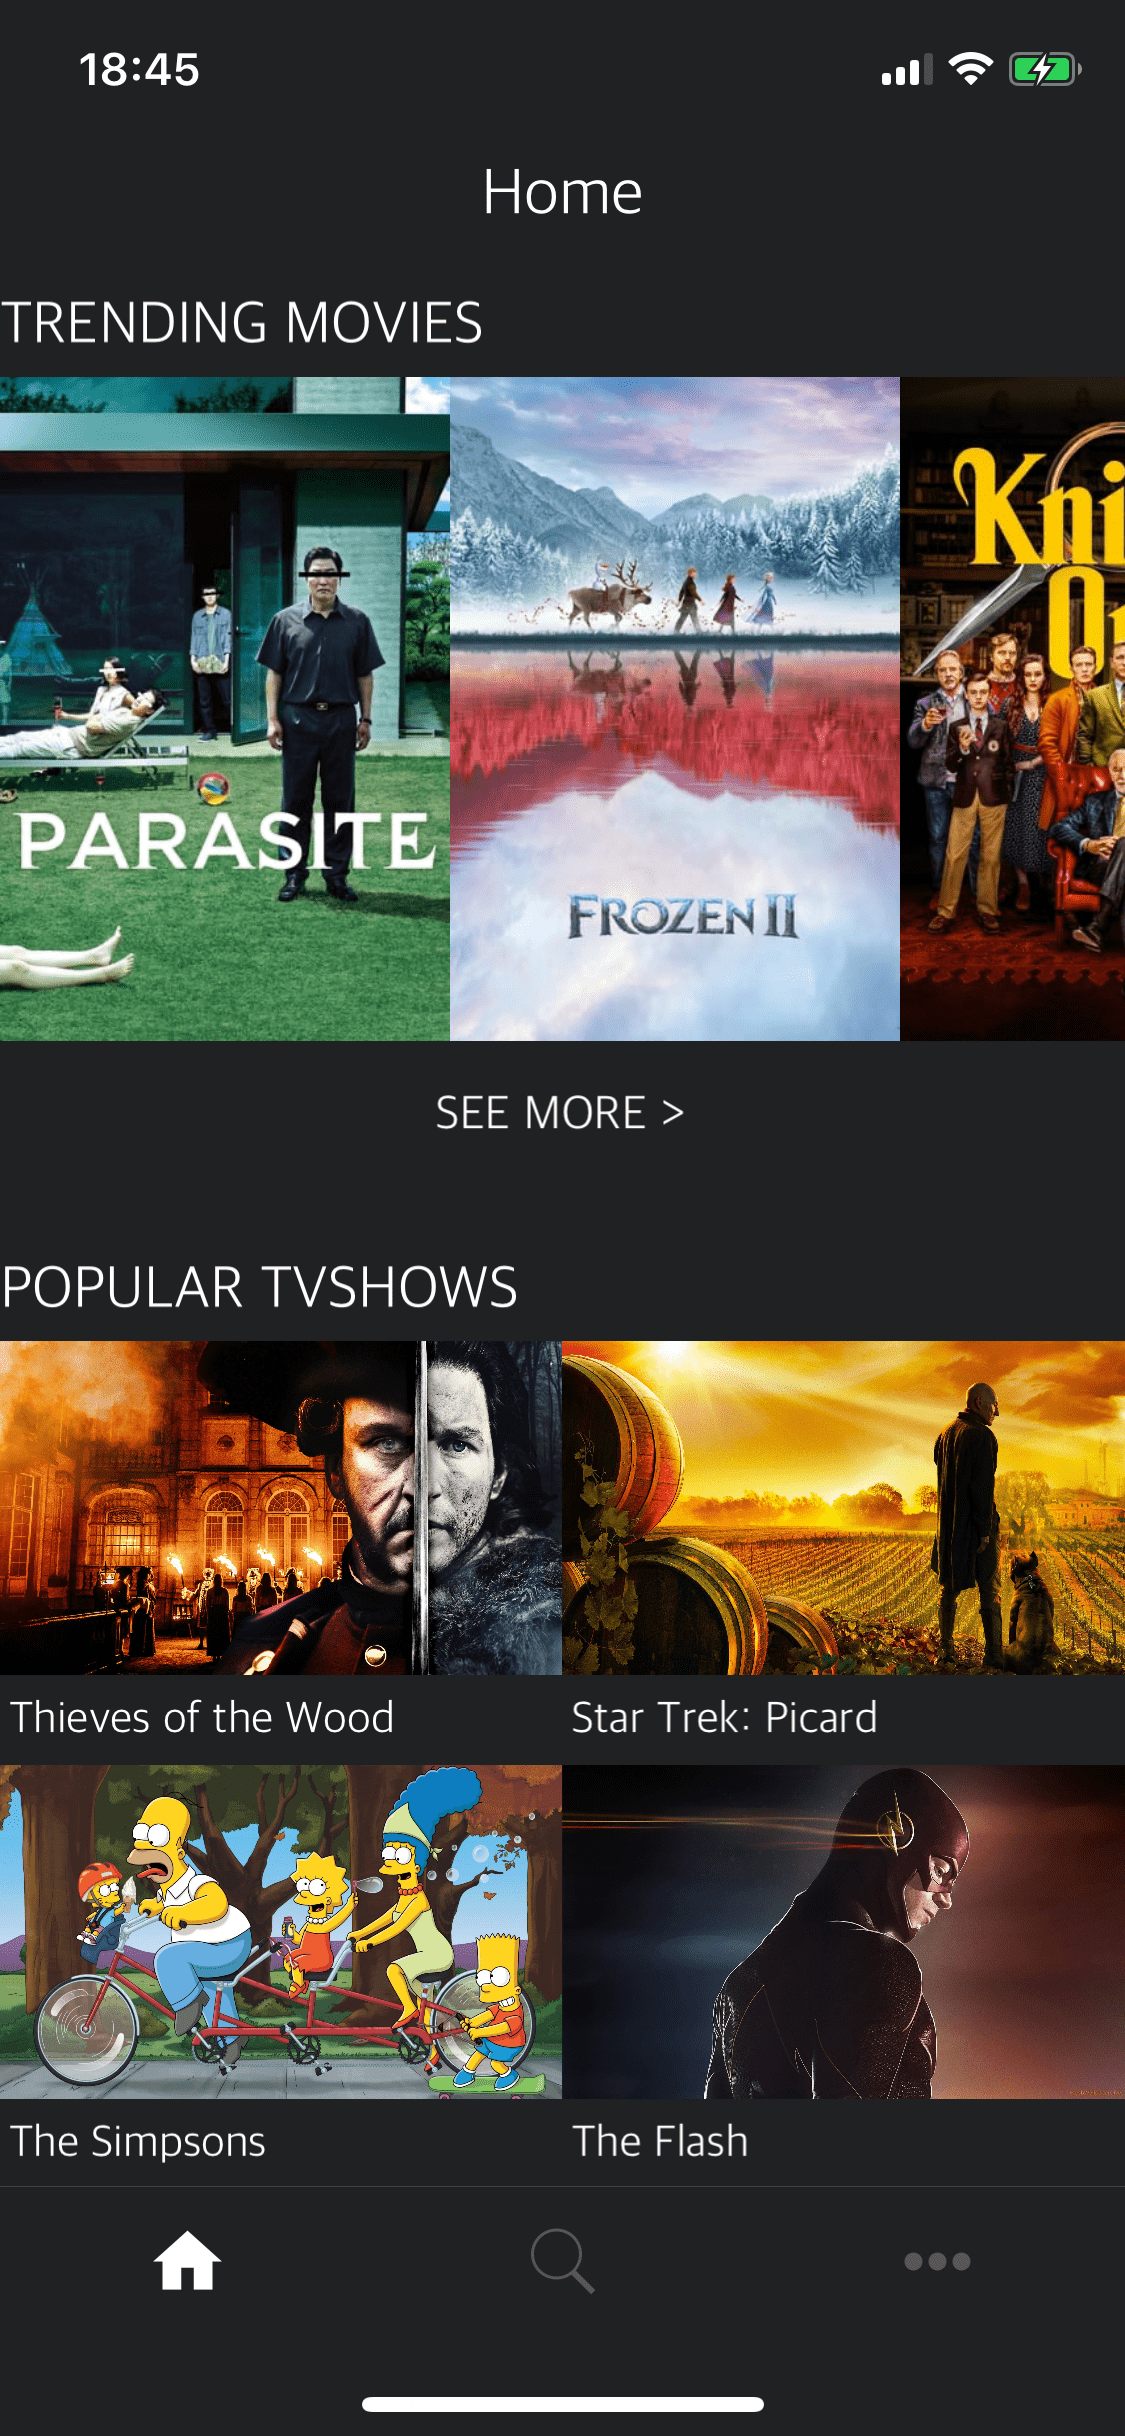 18:45
Home
TRENDING MOVIES
PARASITE
FROZEN II
Kni
SEE MORE >
POPULAR TVSHOWS
Thieves of the Wood
Star Trek: Picard
The Simpsons
The Flash